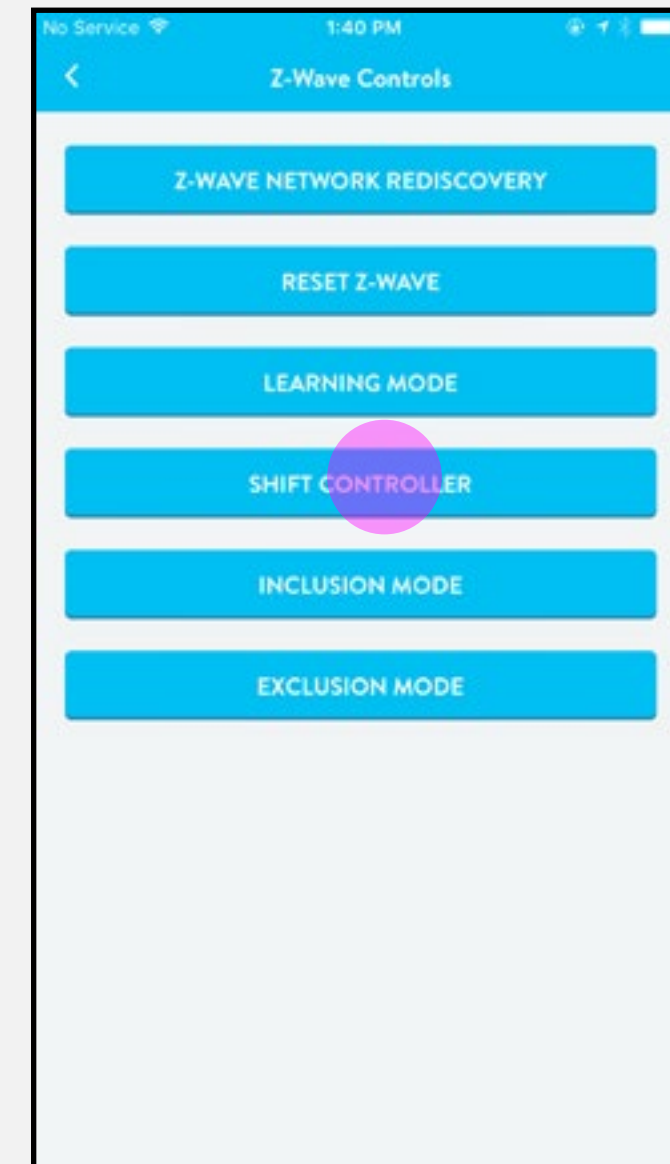 No Service
1:40 PM
Z-Wave Controls
Z-WAVE NETWORK REDISCOVERY
RESET Z-WAVE
LEARNING MODE
SHIFT CONTROLLER
INCLUSION MODE
EXCLUSION MODE